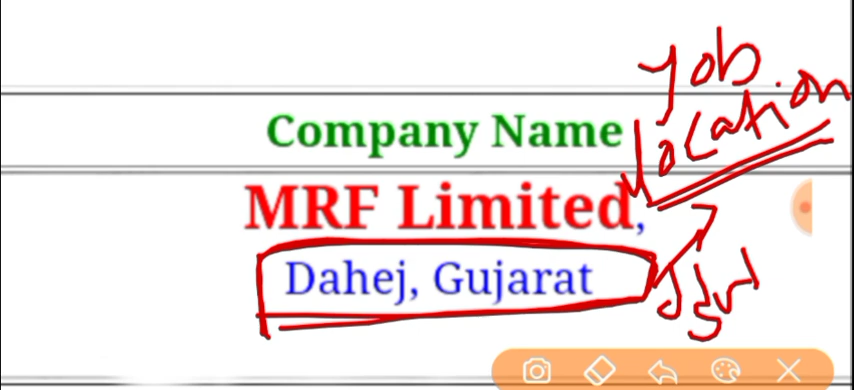 Job
location
Company Name
MRF Limited,
Dahej, Gujarat